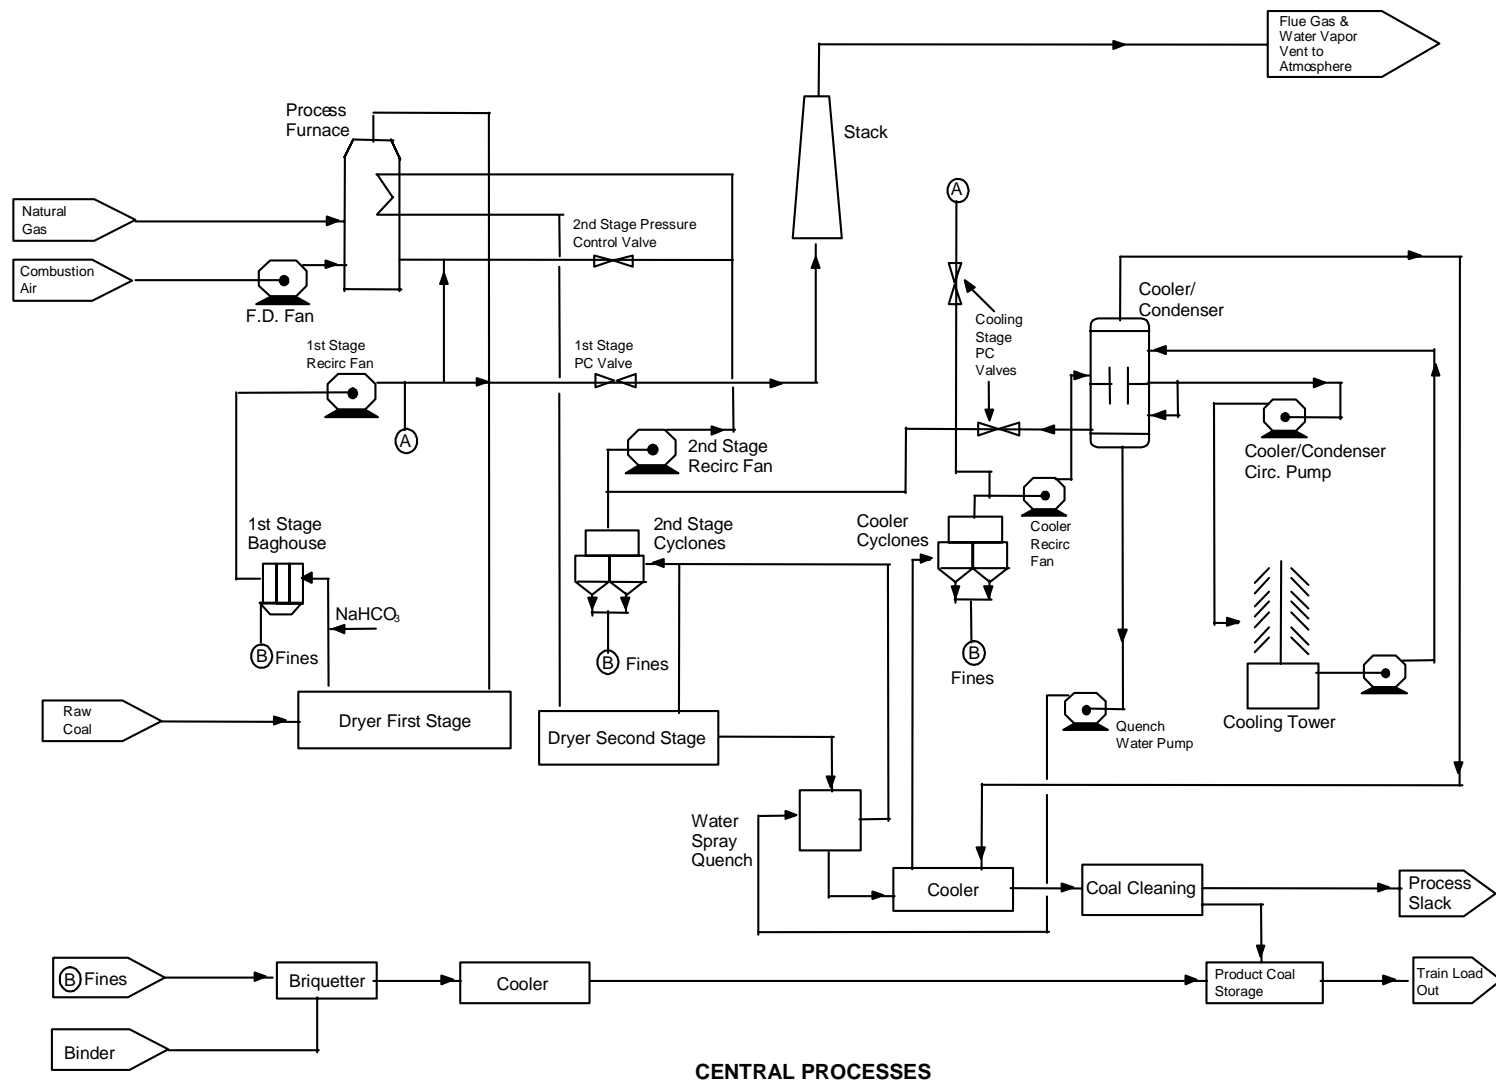 Flue Gas &
Water Vapor
Vent to
Atmosphere
Process
Furnace
Stack
A
Natural
Gas
2nd Stage Pressure
Control Valve
Combustion
Air
F.D. Fan
Cooler/
Condenser
Cooling
Stage
PC
Valves
1st Stage
Recirc Fan
1st Stage
PC Valve
A
2nd Stage
Recirc Fan
Cooler/Condenser
Circ. Pump
1st Stage
Baghouse
2nd Stage
Cyclones
Cooler
Cyclones
Cooler
Recirc
Fan
NaHCO3
B Fines
B Fines
B
Fines
Raw
Coal
Dryer First Stage
Dryer Second Stage
Quench
Water Pump
Cooling Tower
Water
Spray
Quench
Cooler
Coal Cleaning
Process
Slack
B Fines
Briquetter
Cooler
Product Coal
Storage
Train Load
Out
Binder
CENTRAL PROCESSES